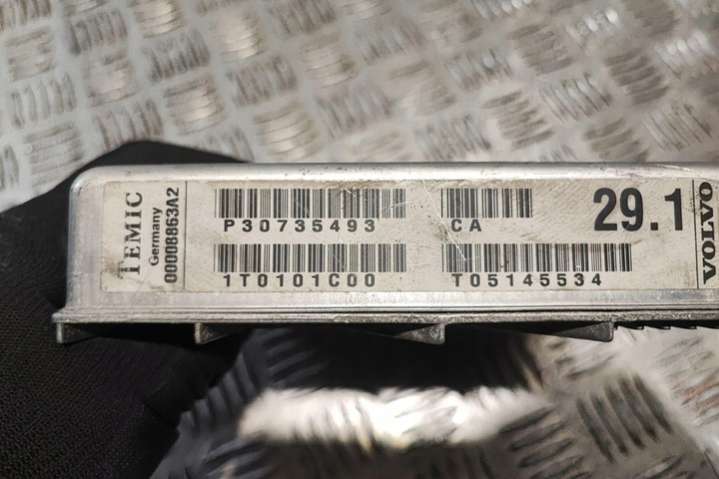 TEMIC
Germany
00008863A2
P30735493
CA
29.1
1T0101C00
T05145534
VOLVO